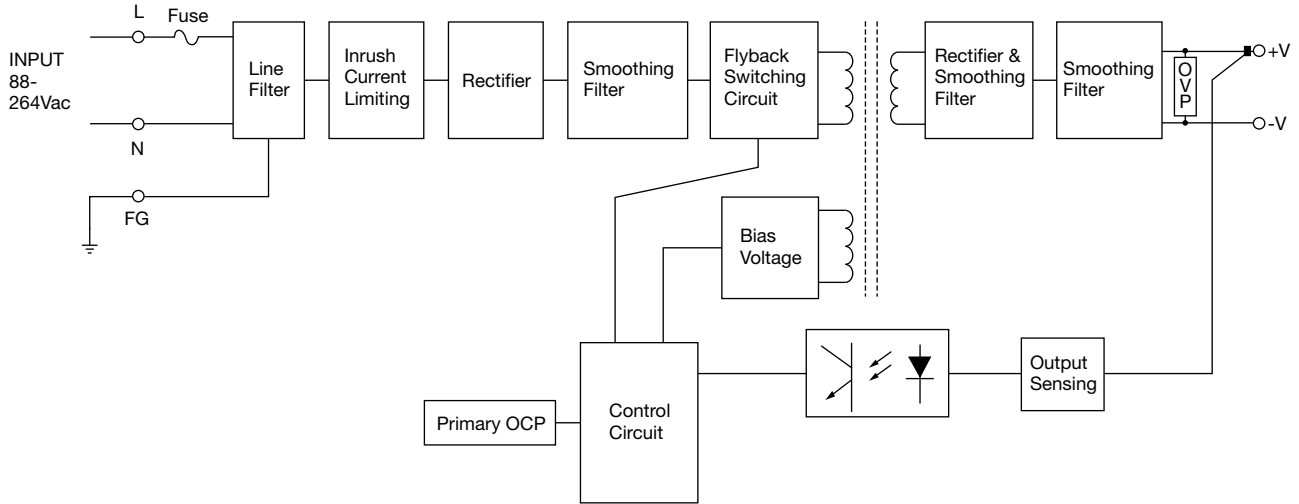 L
Fuse
INPUT
88-
264Vac
N
FG
Line
Filter
Inrush
Current
Limiting
Rectifier
Smoothing
Filter
Flyback
Switching
Circuit
Rectifier &
Smoothing
Filter
Smoothing
Filter
OVP
+V
-V
Bias
Voltage
Output
Sensing
Primary OCP
Control
Circuit